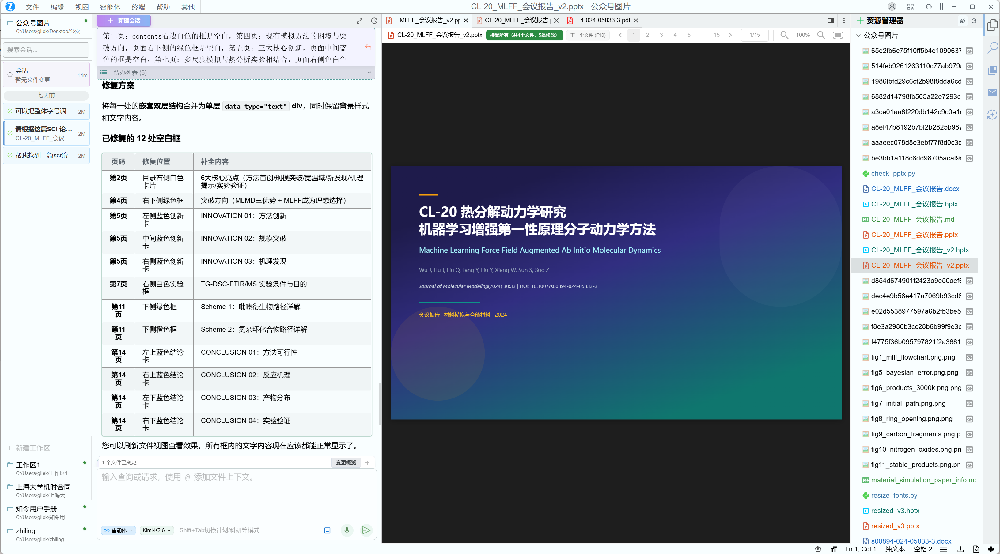 文件 编辑 视图 智能体 终端 帮助 其他
CL-20_MLFF_会议报告_v2.pptx - 公众号图片
公众号图片
C:/Users/gliek/Desktop/公众...
搜索会话...
会话
暂无文件变更
14m
七天前
可以把整体字号调... 2M
请根据这篇SCI 论...
CL-20_MLFF_会议...
2M
帮我找到一篇sci论... 2M
+ 新建工作区
工作区1
C:/Users/gliek/工作区1
上海大学机时合同
C:/Users/gliek/上海大...
知令用户手册
C:/Users/gliek/知令用...
zhiling
C:/Users/gliek/zhiling
+ 新建会话
第二页：contents右边白色的框是空白，第四页：现有模拟方法的困境与突
破方向，页面右下侧的绿色框是空白，第五页：三大核心创新，页面中间蓝
色的框是空白，第七页：多尺度模拟与热分析实验相结合，页面右侧色白色
待办列表 (6)
修复方案
将每一处的嵌套双层结构合并为单层 data-type="text" div，同时保留背景样式
和文字内容。
已修复的 12 处空白框
页码 修复位置 补全内容
第2页 目录右侧白色卡片 6大核心亮点（方法首创/规模突破/宽温域/新发现/机理揭示/实验验证）
第4页 右下侧绿色框 突破方向（MLMD三优势 + MLFF成为理想选择）
第5页 左侧蓝色创新卡 INNOVATION 01：方法创新
第5页 中间蓝色创新卡 INNOVATION 02：规模突破
第5页 右侧蓝色创新卡 INNOVATION 03：机理发现
第7页 右侧白色实验框 TG-DSC-FTIR/MS 实验条件与目的
第11页 下侧绿色框 Scheme 1：吡嗪衍生物路径详解
第11页 下侧橙色框 Scheme 2：氮杂环化合物路径详解
第14页 左上蓝色结论卡 CONCLUSION 01：方法可行性
第14页 右上蓝色结论卡 CONCLUSION 02：反应机理
第14页 左下蓝色结论卡 CONCLUSION 03：产物分布
第14页 右下蓝色结论卡 CONCLUSION 04：实验验证
您可以刷新文件视图查看效果，所有框内的文字内容现在应该都能正常显示了。
1 个文件已变更 变更概览
输入查询或请求，使用 @ 添加文件上下文。
智能体 Kimi-K2.6 Shift+Tab切换计划/科研等模式
...MLFF_会议报告_v2.pp CL-20_MLFF_会议报告. ...4-024-05833-3.pdf
CL-20_MLFF_会议报告_v2.pptx 接受所有（共4个文件，5处修改） 下一个文件 (F10) 1 2 3 4 5 ... 15 1/15 100%
CL-20 热分解动力学研究
机器学习增强第一性原理分子动力学方法
Machine Learning Force Field Augmented Ab Initio Molecular Dynamics
Wu J, Hu J, Liu Q, Tang Y, Liu Y, Xiang W, Sun S, Suo Z
Journal of Molecular Modeling(2024) 30:33 | DOI: 10.1007/s00894-024-05833-3
会议报告 · 材料模拟与含能材料 · 2024
资源管理器
公众号图片
65e2fb6c75f10ff5b4e1090637
514feb9261263110c77ab979
1986fbfd29c6cf2b98f8dda6cd
6882d14798fb505a22e7293c
a3ce01aa8f220db142c9c0e1
a8ef47b8192b7bf2b2825b987
aaaeec078d8e3ebf77f8d0c3c
be3bb1a118c6dd98705acaf9
check_pptx.py
CL-20_MLFF_会议报告.docx
CL-20_MLFF_会议报告.hptx
CL-20_MLFF_会议报告.md
CL-20_MLFF_会议报告.pptx
CL-20_MLFF_会议报告_v2.hptx
CL-20_MLFF_会议报告_v2.pptx
d854d674901f2423a9e50aef6
dec4e9b56e417a7069b93cd8
e02d5538977597a6b2fb3be5
f8e3a2980b3cc28b6b99f9e3c
f4775f36b095797821f2a3881
fig1_mlff_flowchart.png.png
fig5_bayesian_error.png.png
fig6_products_3000k.png.png
fig7_initial_path.png.png
fig8_ring_opening.png.png
fig9_carbon_fragments.png.p
fig10_nitrogen_oxides.png.pn
fig11_stable_products.png.pn
material_simulation_paper_info.mc
resize_fonts.py
resized_v3.hptx
resized_v3.pptx
s00894-024-05833-3.docx
Ln 1, Col 1 纯文本 空格 2